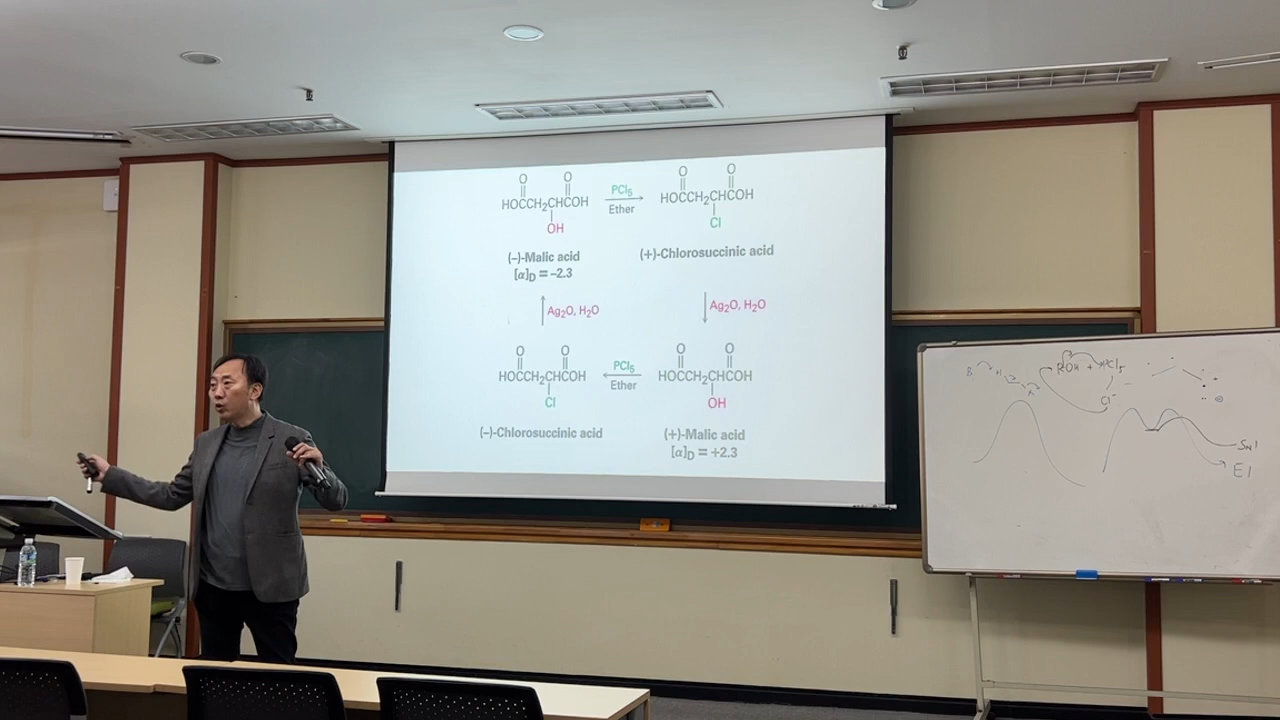 O O O O
HOCCH₂CHCOH PCl₅ HOCCH₂CHCOH
Ether
OH Cl
(–)-Malic acid (+)-Chlorosuccinic acid
[α]D = –2.3
Ag₂O, H₂O Ag₂O, H₂O
O O O O
HOCCH₂CHCOH PCl₅ HOCCH₂CHCOH
Ether
Cl OH
(–)-Chlorosuccinic acid (+)-Malic acid
[α]D = +2.3
B H
ROH + PCl₅
Cl⁻
SN1
E1